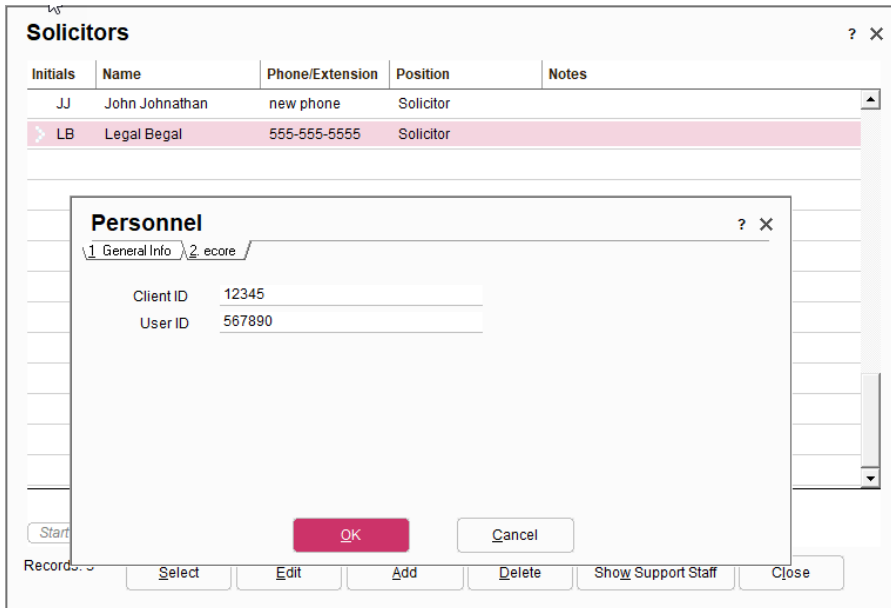 Solicitors ? X
Initials Name Phone/Extension Position Notes
JJ John Johnathan new phone Solicitor
LB Legal Begal 555-555-5555 Solicitor
Personnel ? X
1 General Info 2. ecore
Client ID 12345
User ID 567890
OK Cancel
Start
Records:
Select Edit Add Delete Show Support Staff Close